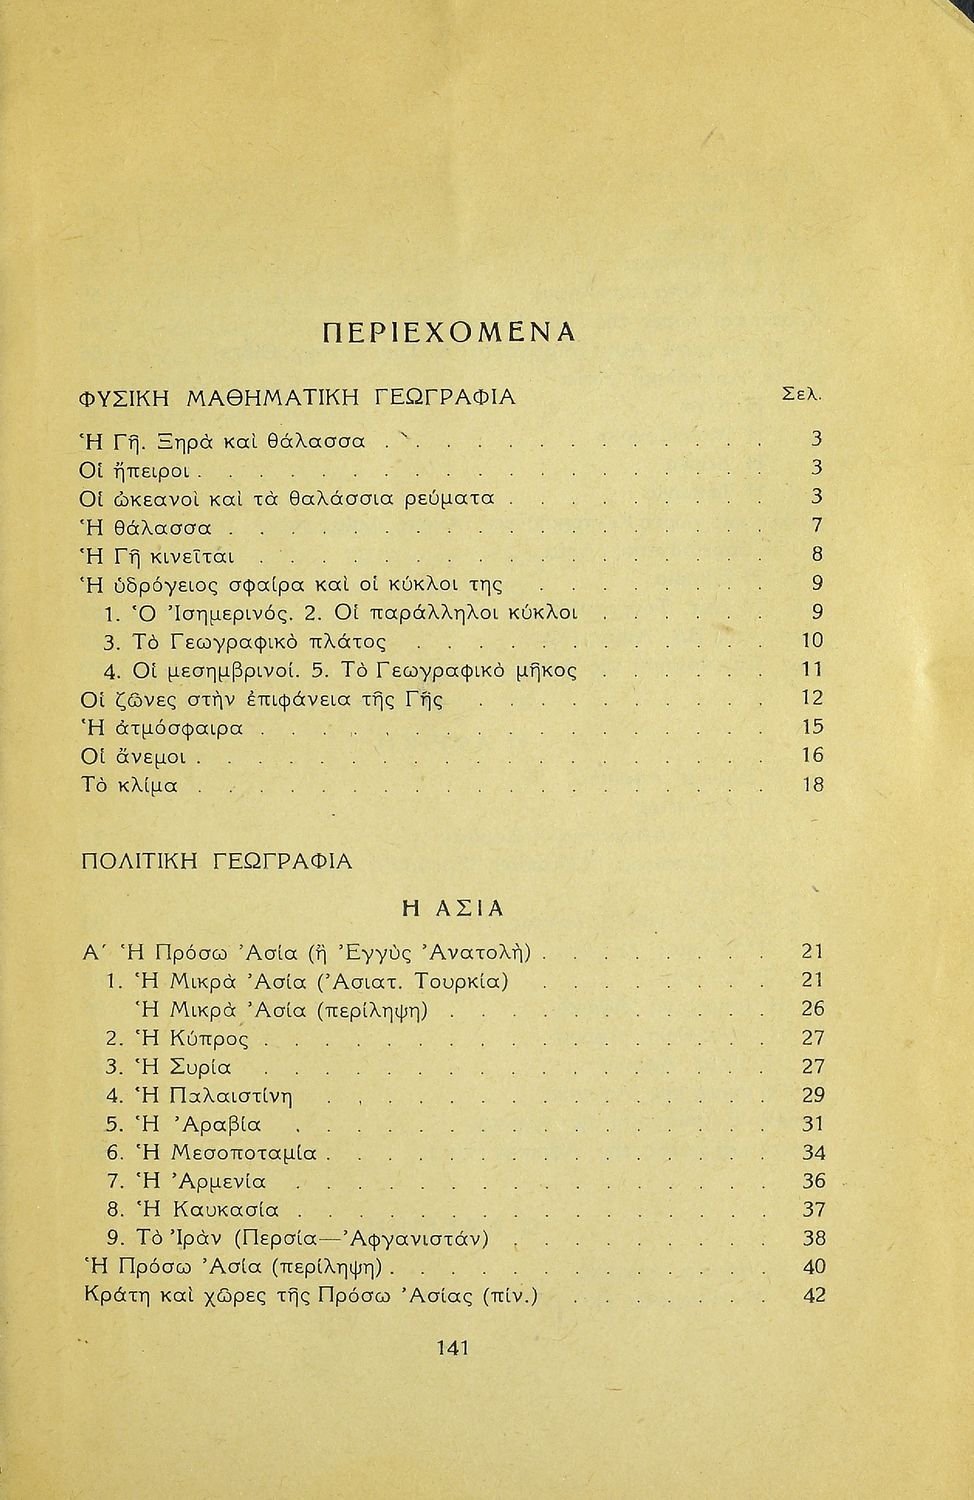 ΠΕΡΙΕΧΟΜΕΝΑ
ΦΥΣΙΚΗ ΜΑΘΗΜΑΤΙΚΗ ΓΕΩΓΡΑΦΙΑ Σελ.
Ἡ Γῆ. Ξηρὰ καὶ θάλασσα . . . . . . . . . . . . . 3
Οἱ ἤπειροι . . . . . . . . . . . . . . . . . . . 3
Οἱ ὠκεανοὶ καὶ τὰ θαλάσσια ρεύματα . . . . . . . . . 3
Ἡ θάλασσα . . . . . . . . . . . . . . . . . . 7
Ἡ Γῆ κινεῖται . . . . . . . . . . . . . . . . . 8
Ἡ ὑδρόγειος σφαίρα καὶ οἱ κύκλοι της . . . . . . . . 9
1. Ὁ Ἰσημερινός. 2. Οἱ παράλληλοι κύκλοι . . . . . . 9
3. Τὸ Γεωγραφικὸ πλάτος . . . . . . . . . . . . 10
4. Οἱ μεσημβρινοί. 5. Τὸ Γεωγραφικὸ μῆκος . . . . . . 11
Οἱ ζῶνες στὴν ἐπιφάνεια τῆς Γῆς . . . . . . . . . . 12
Ἡ ἀτμόσφαιρα . . . . . . . . . . . . . . . . . 15
Οἱ ἄνεμοι . . . . . . . . . . . . . . . . . . . 16
Τὸ κλίμα . . . . . . . . . . . . . . . . . . . 18
ΠΟΛΙΤΙΚΗ ΓΕΩΓΡΑΦΙΑ
Η ΑΣΙΑ
Α΄ Ἡ Πρόσω Ἀσία (ἢ Ἐγγὺς Ἀνατολὴ) . . . . . . . . 21
1. Ἡ Μικρὰ Ἀσία (Ἀσιατ. Τουρκία) . . . . . . . . 21
Ἡ Μικρὰ Ἀσία (περίληψη) . . . . . . . . . . . 26
2. Ἡ Κύπρος . . . . . . . . . . . . . . . . . 27
3. Ἡ Συρία . . . . . . . . . . . . . . . . . 27
4. Ἡ Παλαιστίνη . . . . . . . . . . . . . . . 29
5. Ἡ Ἀραβία . . . . . . . . . . . . . . . . 31
6. Ἡ Μεσοποταμία . . . . . . . . . . . . . . . 34
7. Ἡ Ἀρμενία . . . . . . . . . . . . . . . . 36
8. Ἡ Καυκασία . . . . . . . . . . . . . . . . 37
9. Τὸ Ἰρὰν (Περσία—Ἀφγανιστάν) . . . . . . . . . 38
Ἡ Πρόσω Ἀσία (περίληψη) . . . . . . . . . . . . . 40
Κράτη καὶ χῶρες τῆς Πρόσω Ἀσίας (πίν.) . . . . . . . 42
141